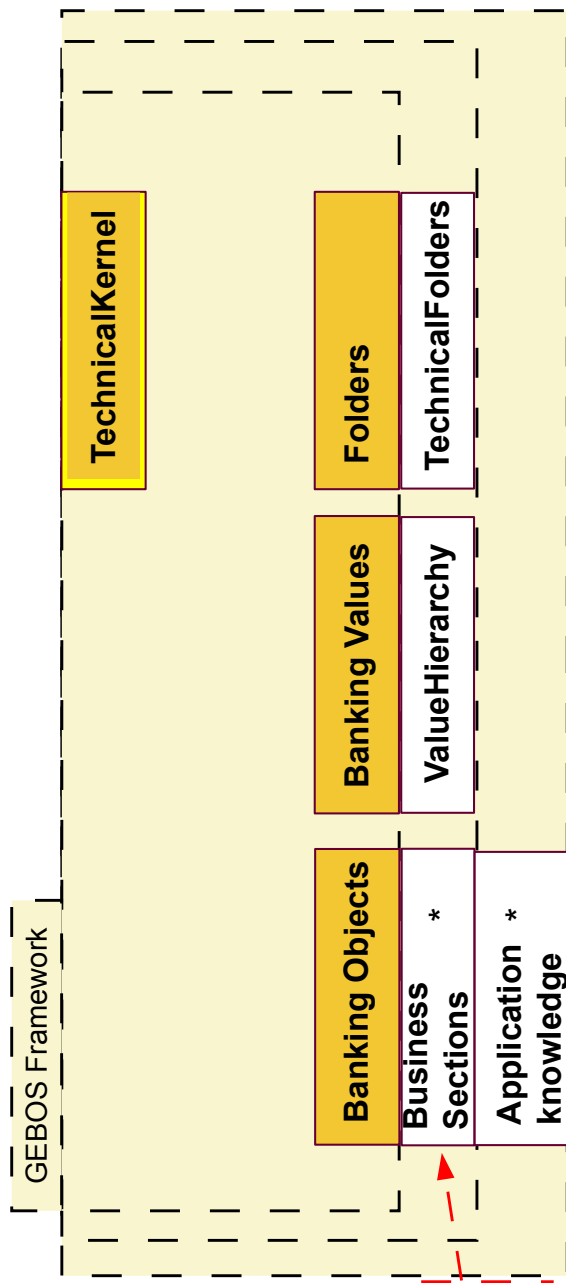 GEBOS Framework
TechnicalKernel
Banking Objects
Banking Values
Folders
Business *
Sections
ValueHierarchy
TechnicalFolders
Application *
knowledge